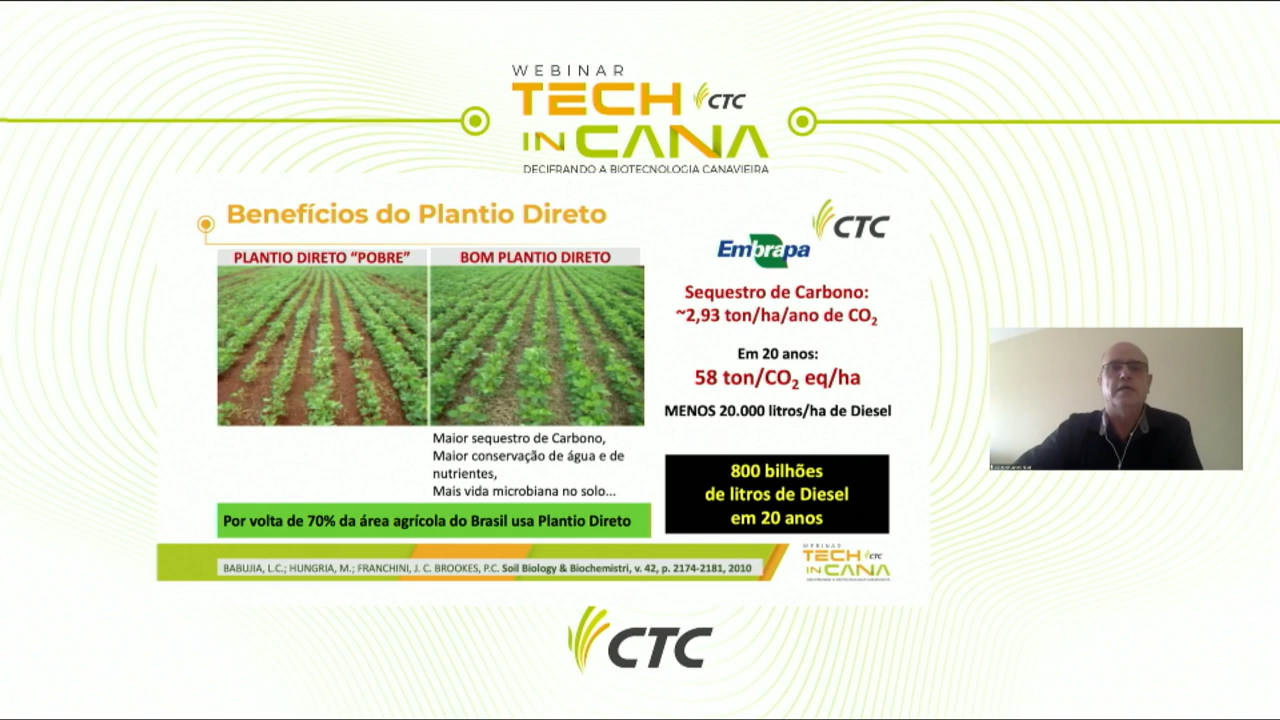 WEBINAR
TECH CTC
IN CANA
DECIFRANDO A BIOTECNOLOGIA CANAVIEIRA
Benefícios do Plantio Direto
CTC
Embrapa
PLANTIO DIRETO “POBRE”
BOM PLANTIO DIRETO
Sequestro de Carbono:
~2,93 ton/ha/ano de CO2
Em 20 anos:
58 ton/CO2 eq/ha
MENOS 20.000 litros/ha de Diesel
Maior sequestro de Carbono,
Maior conservação de água e de
nutrientes,
Mais vida microbiana no solo...
800 bilhões
de litros de Diesel
em 20 anos
Por volta de 70% da área agrícola do Brasil usa Plantio Direto
BABUJIA, L.C.; HUNGRIA, M.; FRANCHINI, J. C. BROOKES, P.C. Soil Biology & Biochemistri, v. 42, p. 2174-2181, 2010
WEBINAR
TECH CTC
IN CANA
DECIFRANDO A BIOTECNOLOGIA CANAVIEIRA
CTC